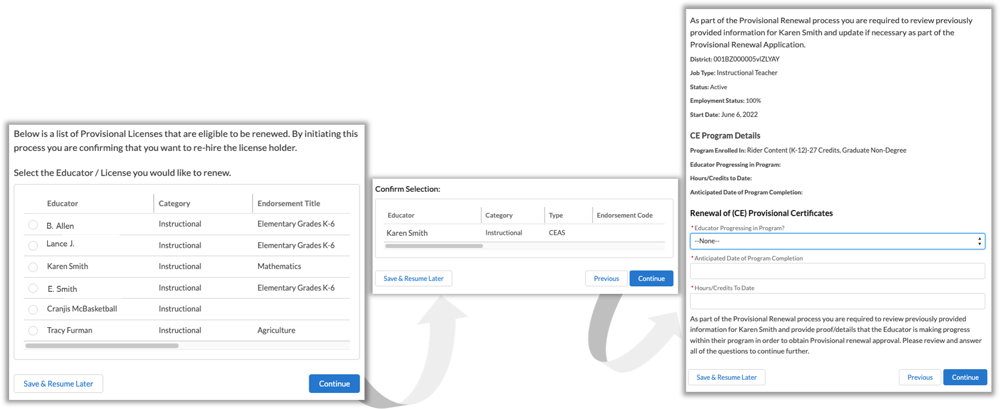 Below is a list of Provisional Licenses that are eligible to be renewed. By initiating this
process you are confirming that you want to re-hire the license holder.
Select the Educator / License you would like to renew.
Educator Category Endorsement Title
B. Allen Instructional Elementary Grades K-6
Lance J. Instructional Elementary Grades K-6
Karen Smith Instructional Mathematics
E. Smith Instructional Elementary Grades K-6
Cranjis McBasketball Instructional
Tracy Furman Instructional Agriculture
Save & Resume Later Continue
Confirm Selection:
Educator Category Type Endorsement Code
Karen Smith Instructional CEAS
Save & Resume Later Previous Continue
As part of the Provisional Renewal process you are required to review previously
provided information for Karen Smith and update if necessary as part of the
Provisional Renewal Application.
District: 001BZ000005vlZLYAY
Job Type: Instructional Teacher
Status: Active
Employment Status: 100%
Start Date: June 6, 2022
CE Program Details
Program Enrolled In: Rider Content (K-12)-27 Credits, Graduate Non-Degree
Educator Progressing in Program:
Hours/Credits to Date:
Anticipated Date of Program Completion:
Renewal of (CE) Provisional Certificates
* Educator Progressing in Program?
--None--
* Anticipated Date of Program Completion
* Hours/Credits To Date
As part of the Provisional Renewal process you are required to review previously provided
information for Karen Smith and provide proof/details that the Educator is making progress
within their program in order to obtain Provisional renewal approval. Please review and answer
all of the questions to continue further.
Save & Resume Later Previous Continue